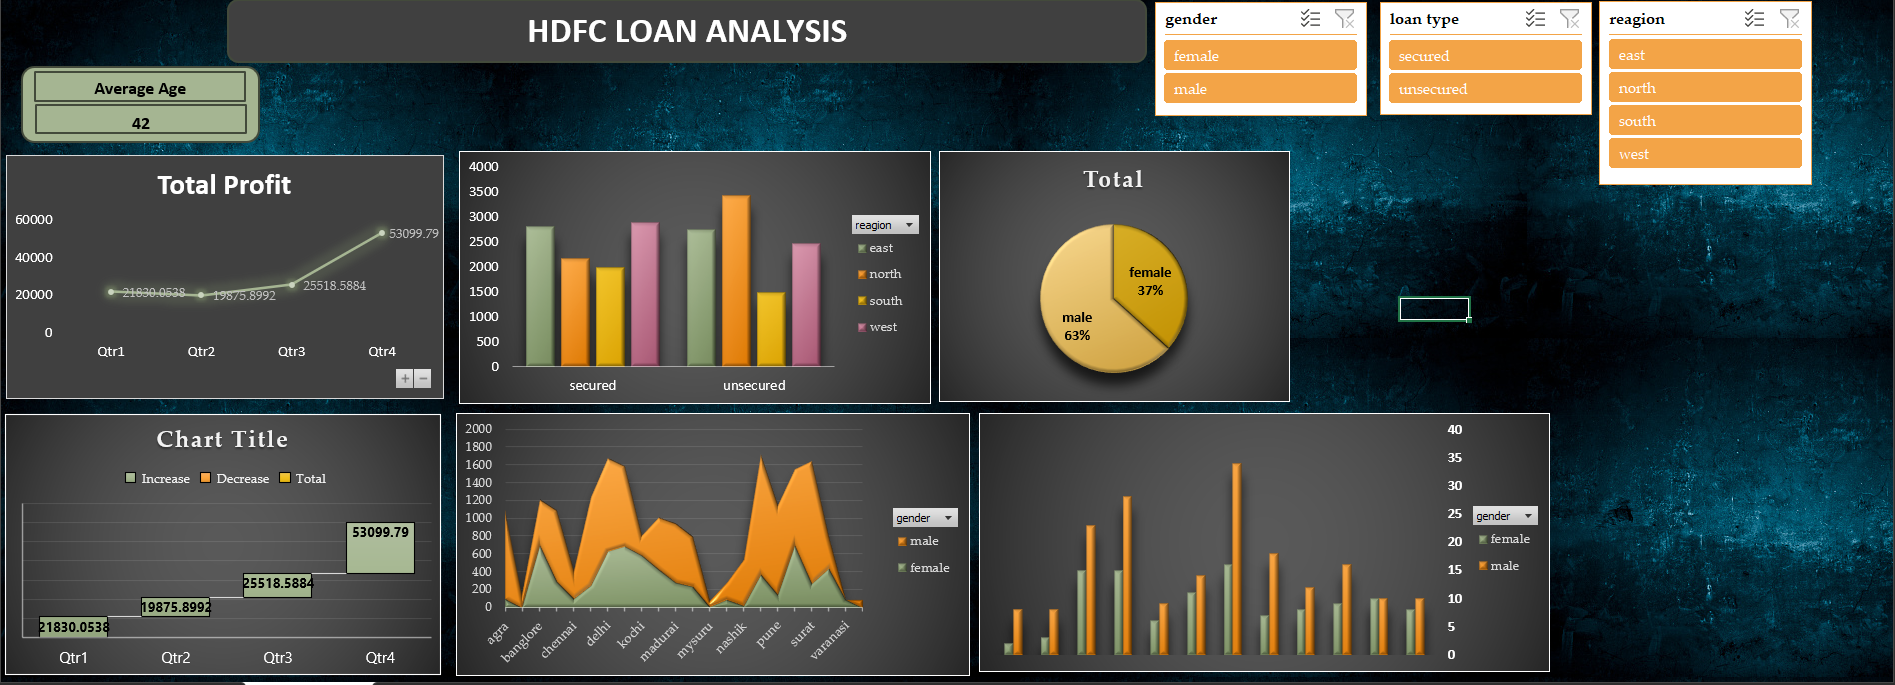 HDFC LOAN ANALYSIS
gender
female
male
loan type
secured
unsecured
reagion
east
north
south
west
Average Age
42
Total Profit
60000
40000
20000
0
21830.0538
19875.8992
25518.5884
53099.79
Qtr1 Qtr2 Qtr3 Qtr4
+ −
4000
3500
3000
2500
2000
1500
1000
500
0
secured unsecured
reagion
east
north
south
west
Total
female
37%
male
63%
Chart Title
Increase Decrease Total
53099.79
25518.5884
19875.8992
21830.0538
Qtr1 Qtr2 Qtr3 Qtr4
2000
1800
1600
1400
1200
1000
800
600
400
200
0
agra banglore chennai delhi kochi madurai mysuru nashik pune surat varanasi
gender
male
female
40
35
30
25
20
15
10
5
0
gender
female
male